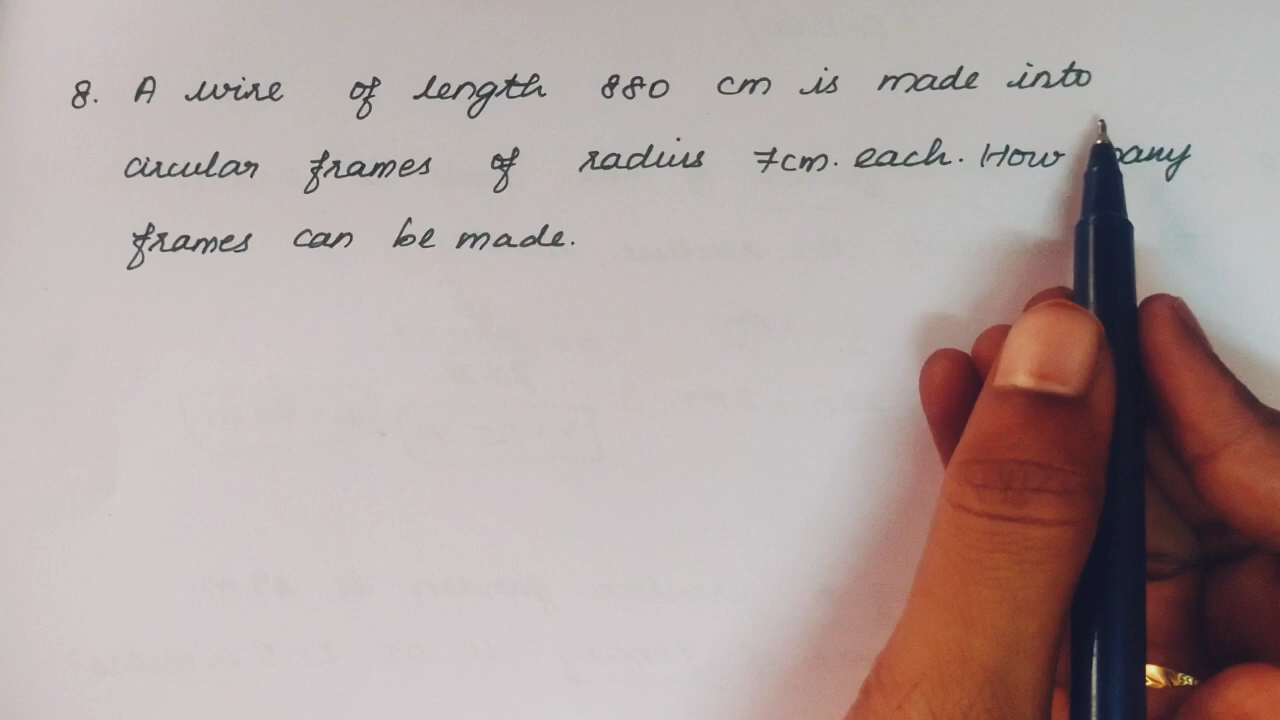 8. A wire of length 880 cm is made into
circular frames of radius 7cm. each. How many
frames can be made.